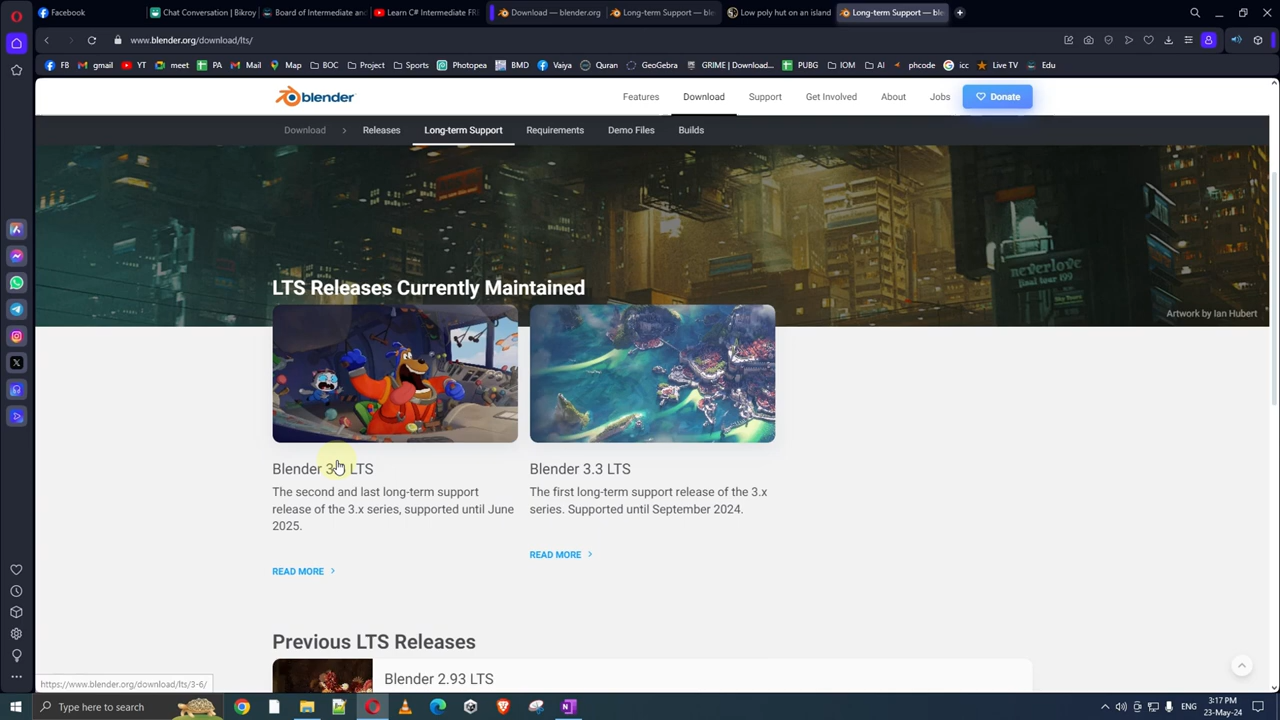 Facebook
Chat Conversation | Bikroy
Board of Intermediate and
Learn C# Intermediate FRE
Download — blender.org
Long-term Support — ble
Low poly hut on an island
Long-term Support — ble
www.blender.org/download/lts/
FB
gmail
YT
meet
PA
Mail
Map
BOC
Project
Sports
Photopea
BMD
Vaiya
Quran
GeoGebra
GRIME | Download...
PUBG
IOM
AI
phcode
icc
Live TV
Edu
blender
Features
Download
Support
Get Involved
About
Jobs
Donate
Download
Releases
Long-term Support
Requirements
Demo Files
Builds
neverlove
LTS Releases Currently Maintained
Artwork by Ian Hubert
Blender 3.6 LTS
The second and last long-term support
release of the 3.x series, supported until June
2025.
READ MORE
Blender 3.3 LTS
The first long-term support release of the 3.x
series. Supported until September 2024.
READ MORE
Previous LTS Releases
Blender 2.93 LTS
https://www.blender.org/download/lts/3-6/
Type here to search
ENG
3:17 PM
23-May-24